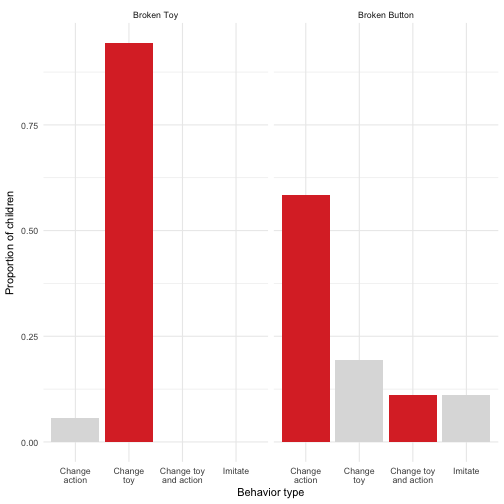 Broken Toy
Broken Button
Proportion of children
0.75
0.50
0.25
0.00
Change
action
Change
toy
Change toy
and action
Imitate
Change
action
Change
toy
Change toy
and action
Imitate
Behavior type